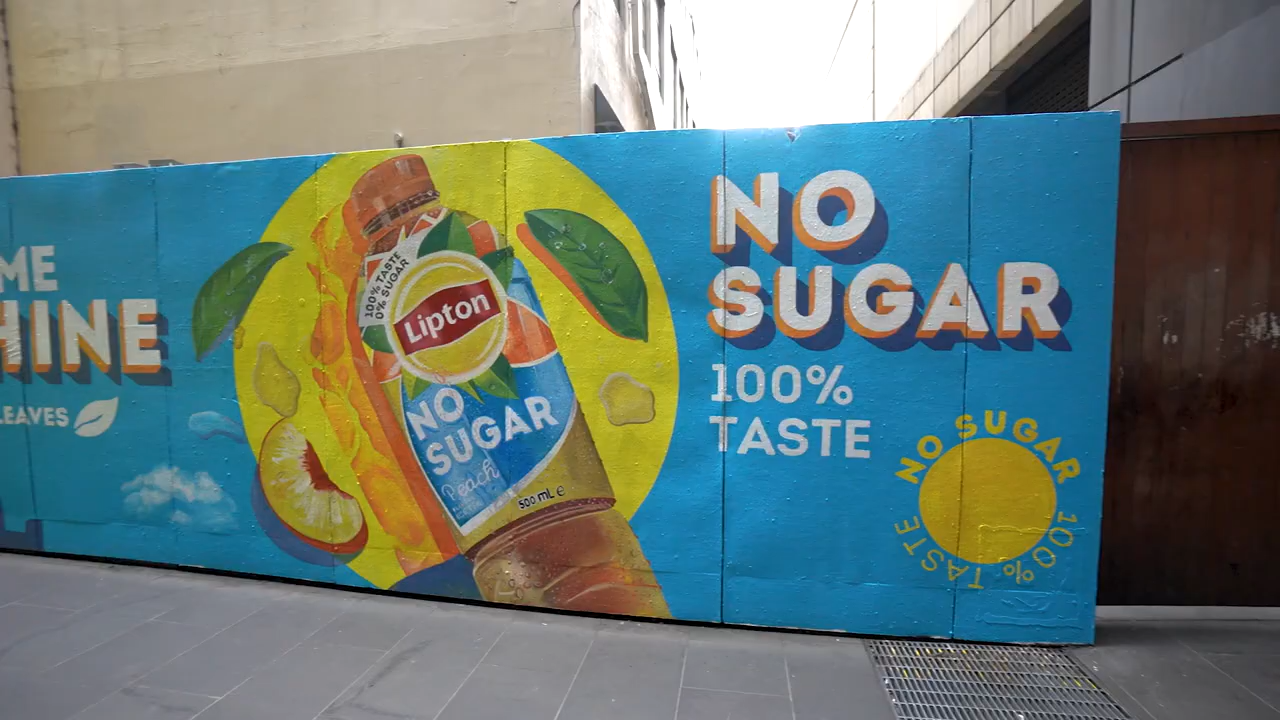 ME
HINE
LEAVES
100% TASTE
0% SUGAR
Lipton
NO
SUGAR
Peach
500 mL e
NO
SUGAR
100%
TASTE
NO SUGAR
100% TASTE